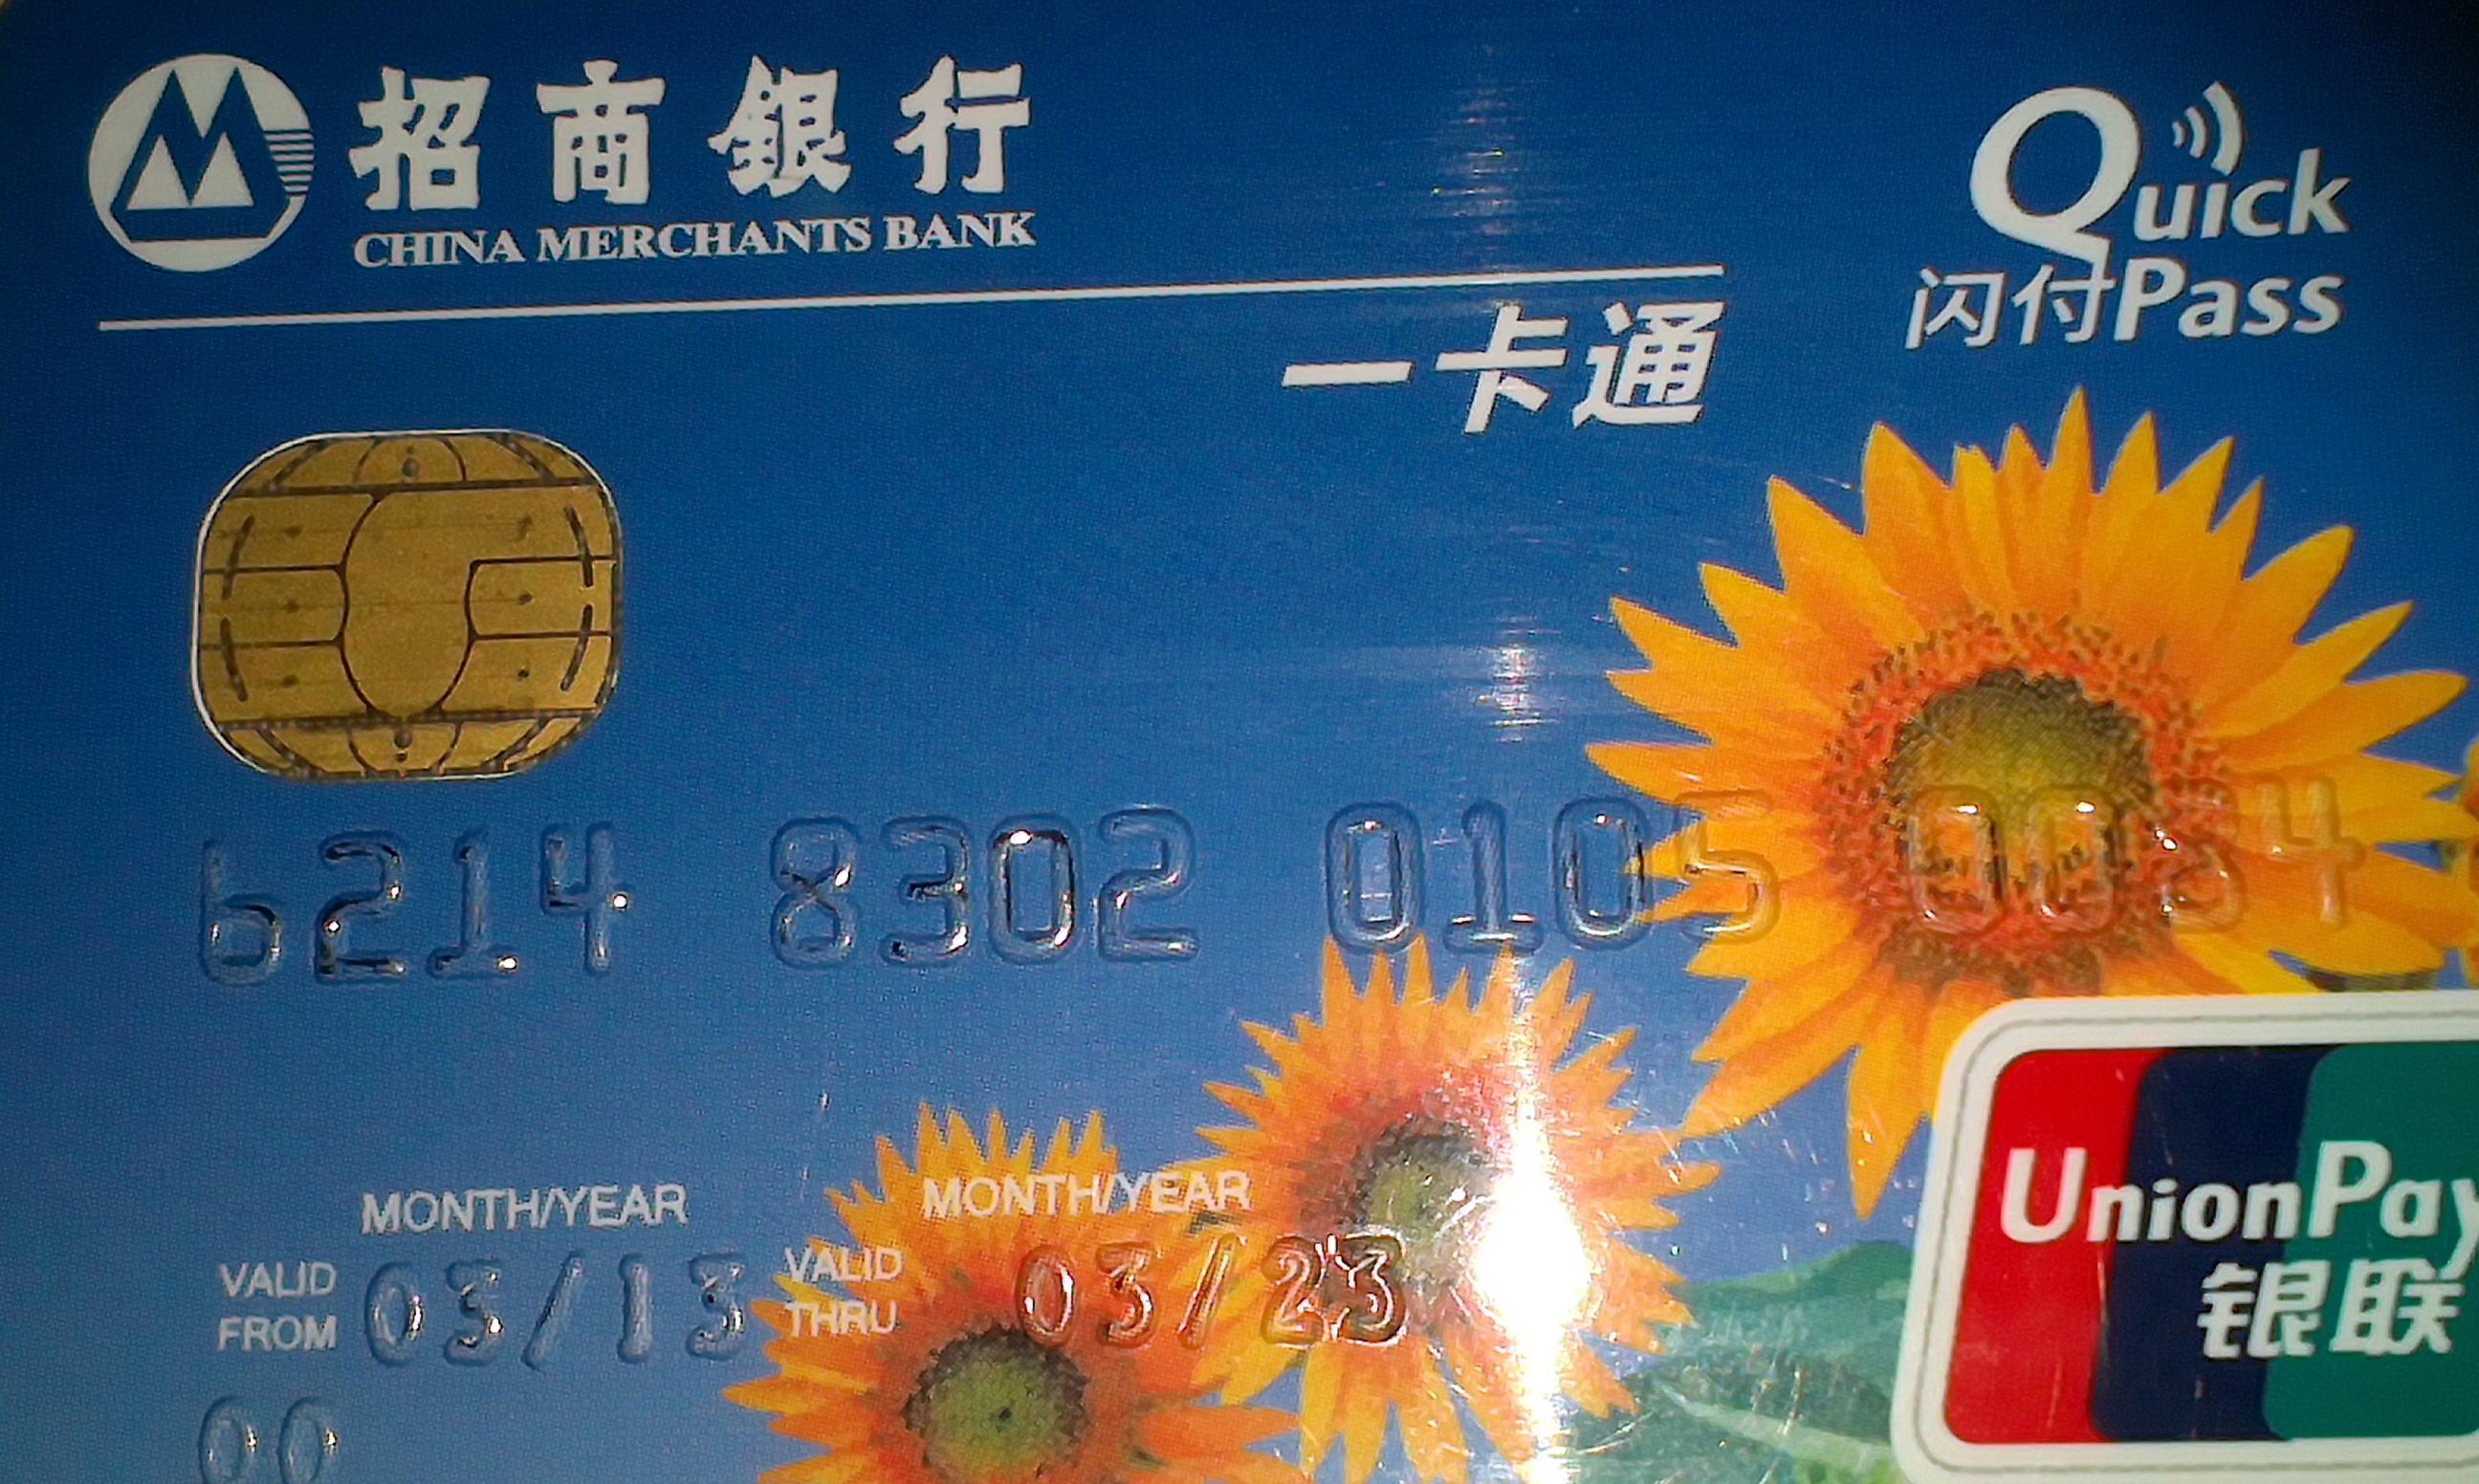 招商银行
CHINA MERCHANTS BANK
Quick
闪付Pass
一卡通
6214 8302 0105
MONTH/YEAR MONTH/YEAR
VALID FROM 03/13 VALID THRU 03/23
00
UnionPay
银联